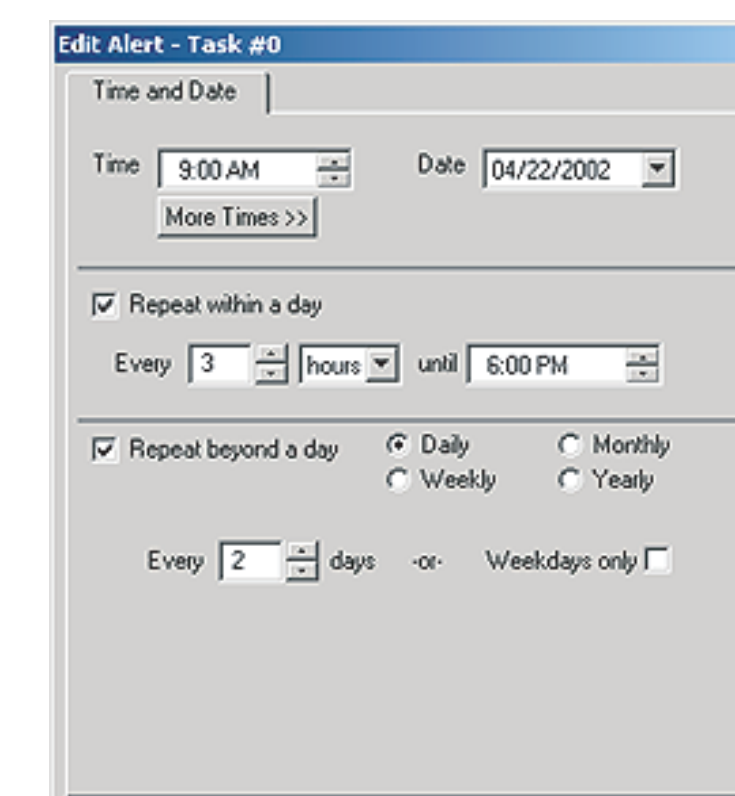 Edit Alert - Task #0
Time and Date
Time 9:00 AM Date 04/22/2002
More Times >>
Repeat within a day
Every 3 hours until 6:00 PM
Repeat beyond a day Daily Monthly
Weekly Yearly
Every 2 days -or- Weekdays only